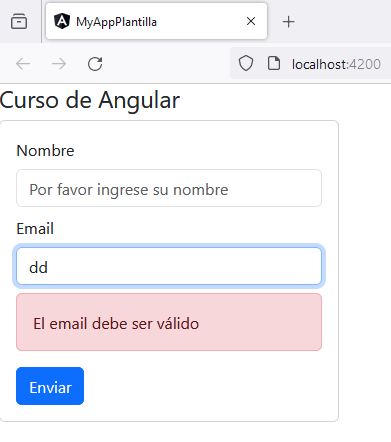 MyAppPlantilla
localhost:4200
Curso de Angular
Nombre
Por favor ingrese su nombre
Email
dd
El email debe ser válido
Enviar